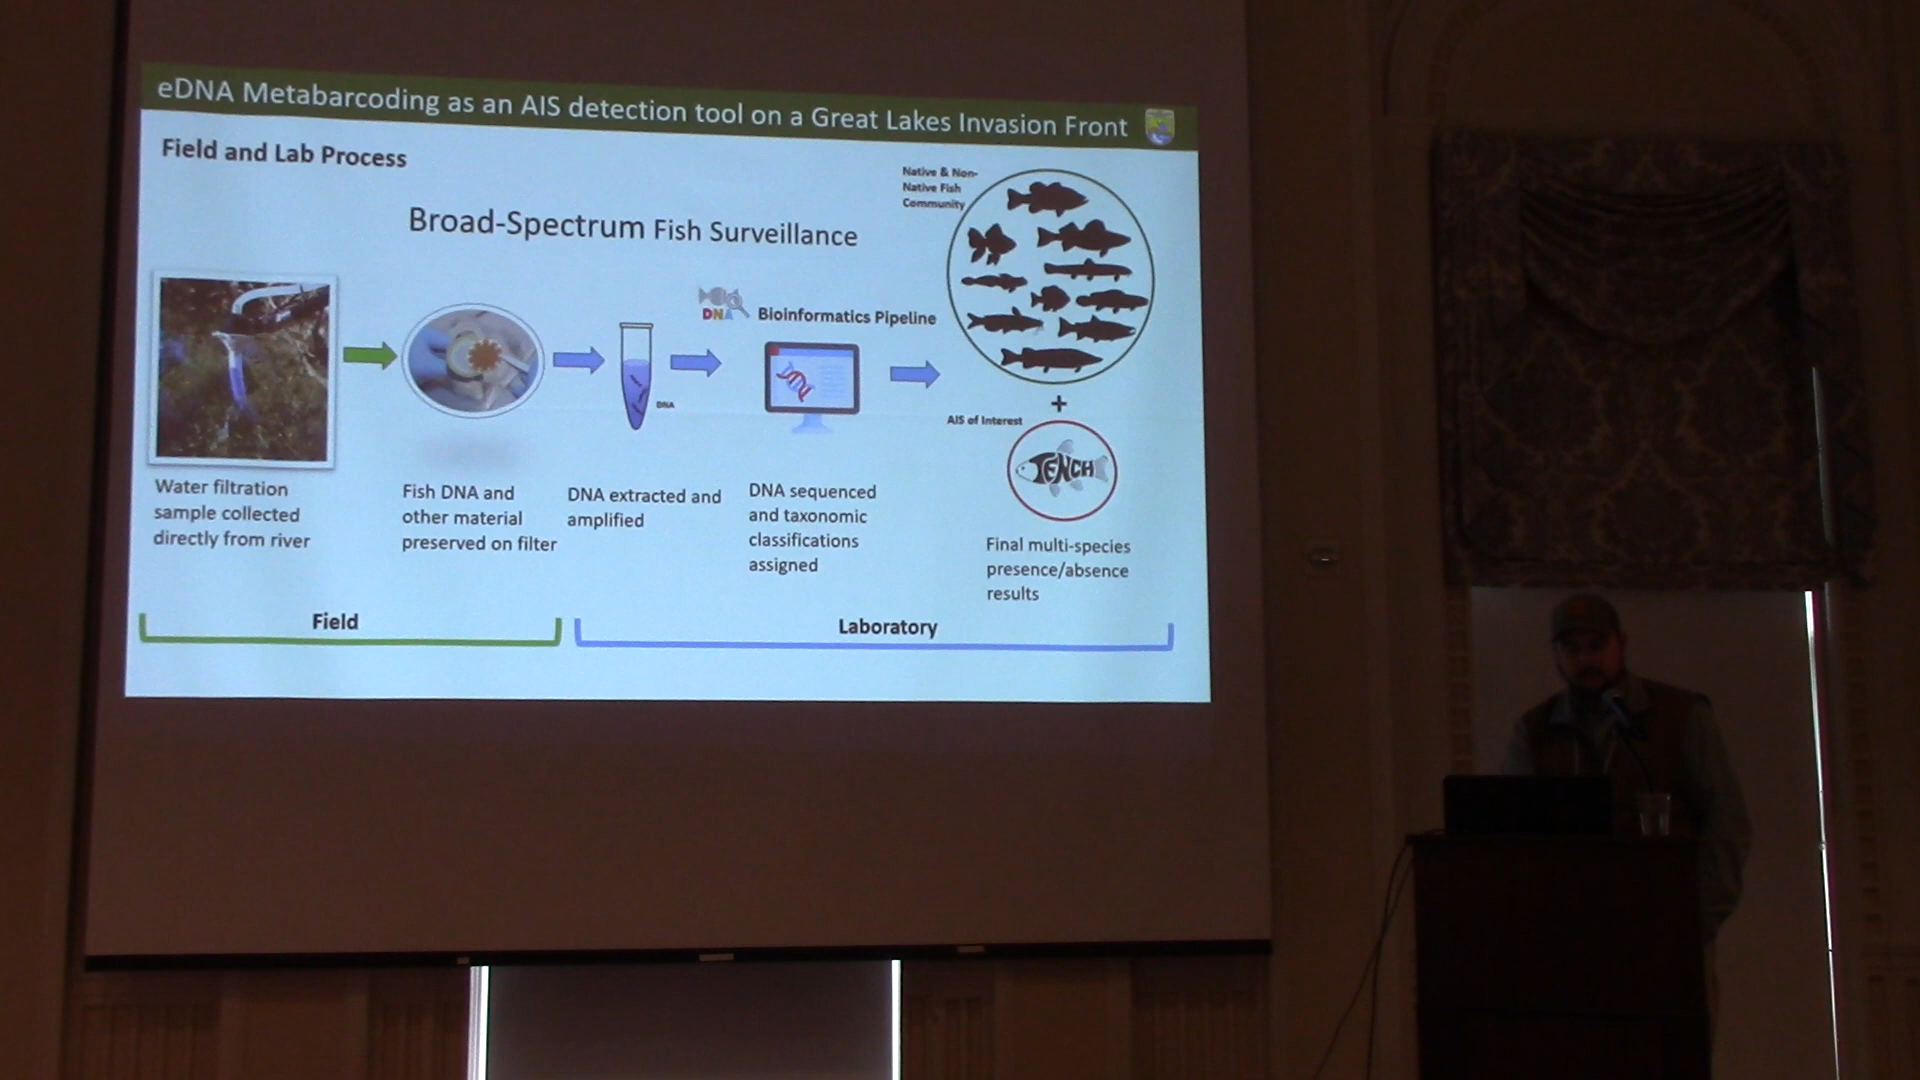 eDNA Metabarcoding as an AIS detection tool on a Great Lakes Invasion Front
Field and Lab Process
Broad-Spectrum Fish Surveillance
Native & Non-
Native Fish
Community
DNA
Bioinformatics Pipeline
DNA
+
AIS of Interest
TENCH
Water filtration
sample collected
directly from river
Fish DNA and
other material
preserved on filter
DNA extracted and
amplified
DNA sequenced
and taxonomic
classifications
assigned
Final multi-species
presence/absence
results
Field
Laboratory